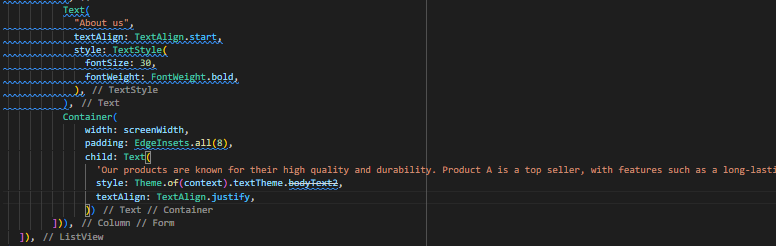 Text(
"About us",
textAlign: TextAlign.start,
style: TextStyle(
fontSize: 30,
fontWeight: FontWeight.bold,
), // TextStyle
), // Text
Container(
width: screenWidth,
padding: EdgeInsets.all(8),
child: Text(
'Our products are known for their high quality and durability. Product A is a top seller, with features such as a long-lasti
style: Theme.of(context).textTheme.bodyText2,
textAlign: TextAlign.justify,
)) // Text // Container
])), // Column // Form
]), // ListView